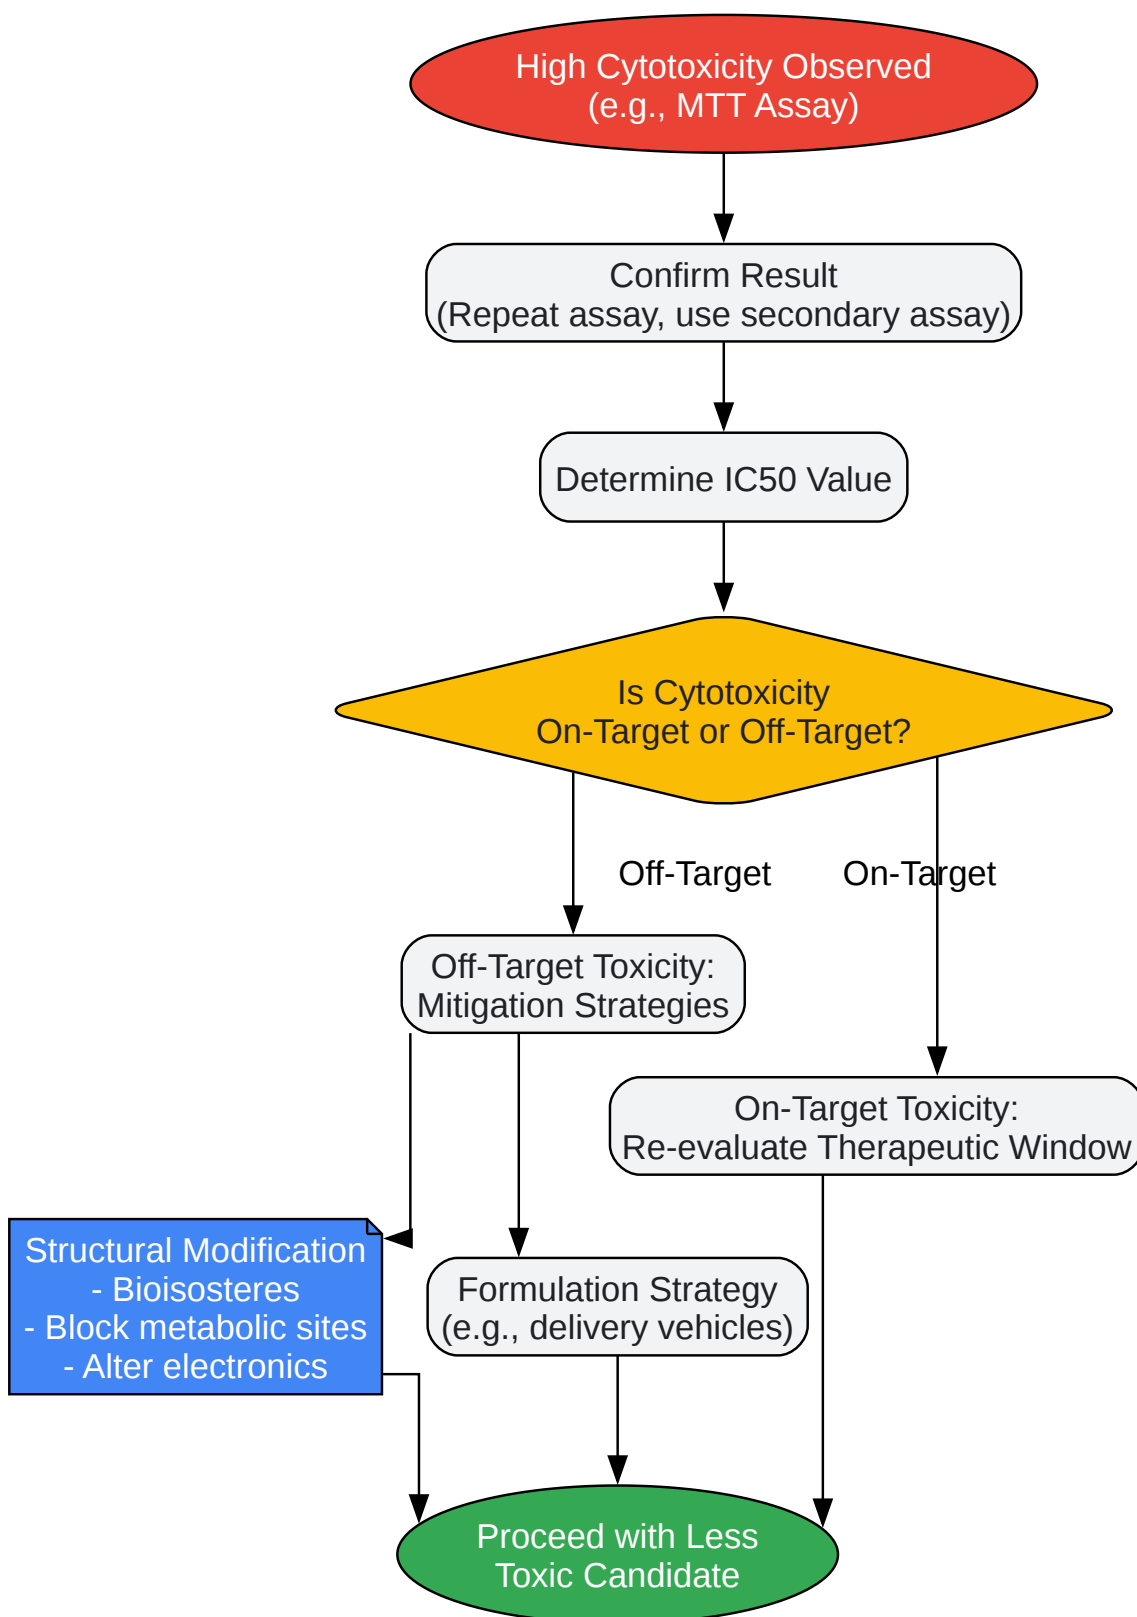 High Cytotoxicity Observed
(e.g., MTT Assay)
Confirm Result
(Repeat assay, use secondary assay)
Determine IC50 Value
Is Cytotoxicity
On-Target or Off-Target?
Off-Target
On-Target
Off-Target Toxicity:
Mitigation Strategies
On-Target Toxicity:
Re-evaluate Therapeutic Window
Structural Modification
- Bioisosteres
- Block metabolic sites
- Alter electronics
Formulation Strategy
(e.g., delivery vehicles)
Proceed with Less
Toxic Candidate